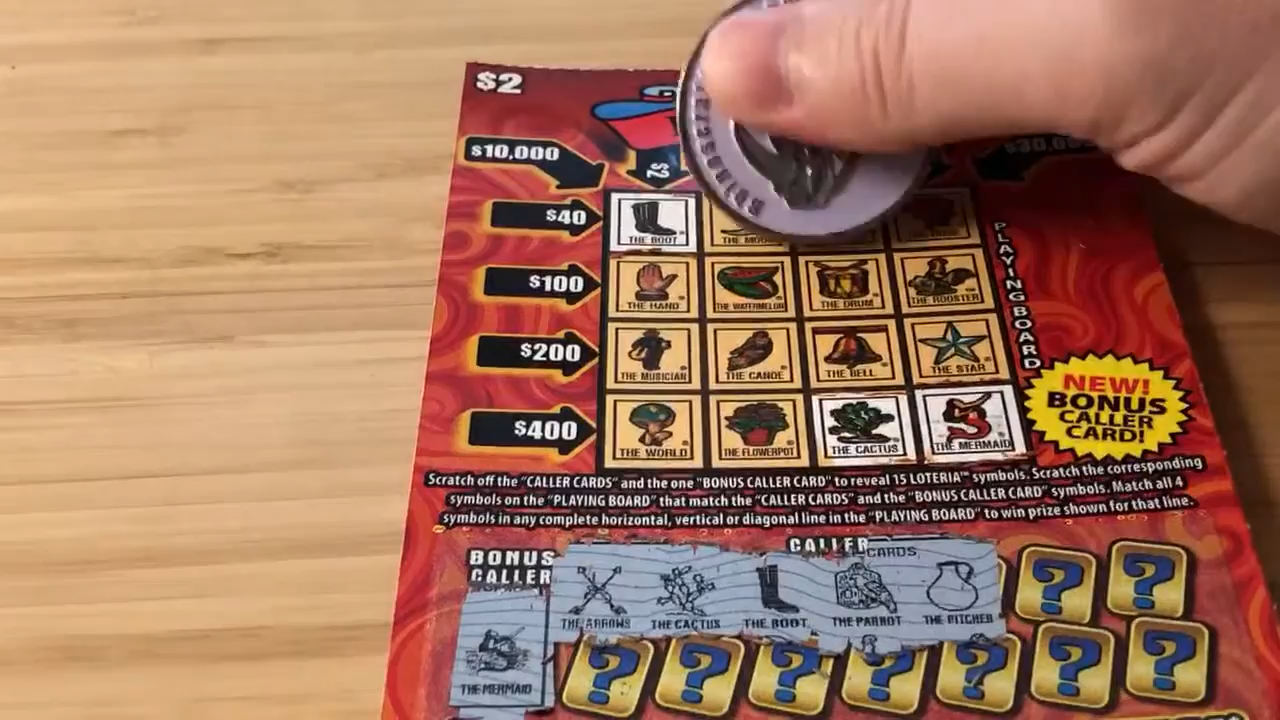 $2
$10,000
$30,00
$2
$40
THE BOOT
$100
THE HAND
THE WATERMELON
THE DRUM
THE ROOSTER
$200
THE MUSICIAN
THE CANOE
THE BELL
THE STAR
$400
THE WORLD
THE FLOWERPOT
THE CACTUS
THE MERMAID
PLAYING BOARD
NEW!
BONUS
CALLER
CARD!
Scratch off the "CALLER CARDS" and the one "BONUS CALLER CARD" to reveal 15 LOTERIA™ symbols. Scratch the corresponding
symbols on the "PLAYING BOARD" that match the "CALLER CARDS" and the "BONUS CALLER CARD" symbols. Match all 4
symbols in any complete horizontal, vertical or diagonal line in the "PLAYING BOARD" to win prize shown for that line.
BONUS
CALLER
CALLER
CARDS
THE ARROWS
THE CACTUS
THE BOOT
THE PARROT
THE PITCHER
? ?
THE MERMAID
? ? ? ? ? ? ?